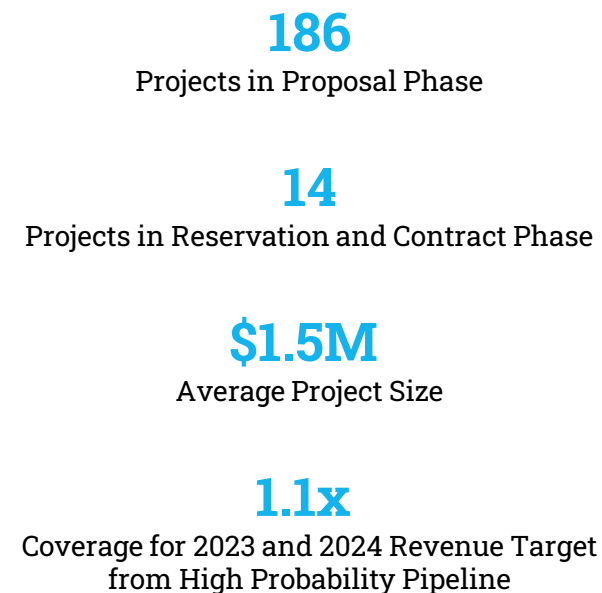 186
Projects in Proposal Phase
14
Projects in Reservation and Contract Phase
$1.5M
Average Project Size
1.1x
Coverage for 2023 and 2024 Revenue Target
from High Probability Pipeline